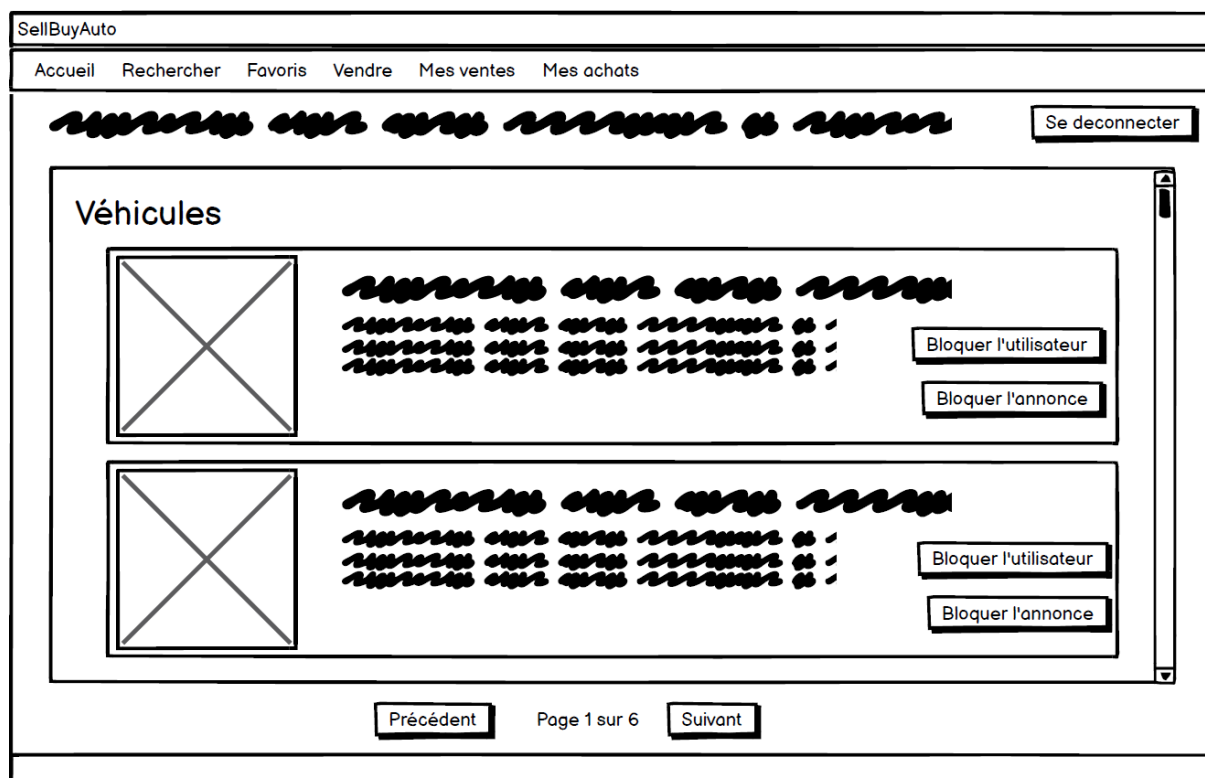 SellBuyAuto
Accueil Rechercher Favoris Vendre Mes ventes Mes achats
Se deconnecter
Véhicules
Bloquer l'utilisateur
Bloquer l'annonce
Bloquer l'utilisateur
Bloquer l'annonce
Précédent Page 1 sur 6 Suivant